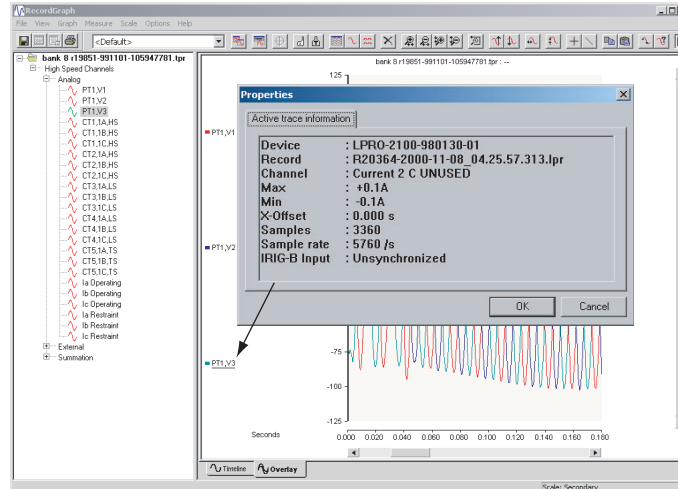 RecordGraph
File View Graph Measure Scale Options Help
<Default>
bank 8 r19851-991101-105947781.tpr
High Speed Channels
Analog
PT1,V1
PT1,V2
PT1,V3
CT1,1A,HS
CT1,1B,HS
CT1,1C,HS
CT2,1A,HS
CT2,1B,HS
CT2,1C,HS
CT3,1A,LS
CT3,1B,LS
CT3,1C,LS
CT4,1A,LS
CT4,1B,LS
CT4,1C,LS
CT5,1A,TS
CT5,1B,TS
CT5,1C,TS
Ia Operating
Ib Operating
Ic Operating
Ia Restraint
Ib Restraint
Ic Restraint
External
Summation
bank 8 r19851-991101-105947781.tpr : --
125
PT1,V1
PT1,V2
PT1,V3
Properties
Active trace information
Device : LPRO-2100-980130-01
Record : R20364-2000-11-08_04.25.57.313.lpr
Channel : Current 2 C UNUSED
Max : +0.1A
Min : -0.1A
X-Offset : 0.000 s
Samples : 3360
Sample rate : 5760 /s
IRIG-B Input : Unsynchronized
OK Cancel
-75
-100
-125
Seconds
0.000 0.020 0.040 0.060 0.080 0.100 0.120 0.140 0.160 0.180
Timeline Overlay
Scale: Secondary